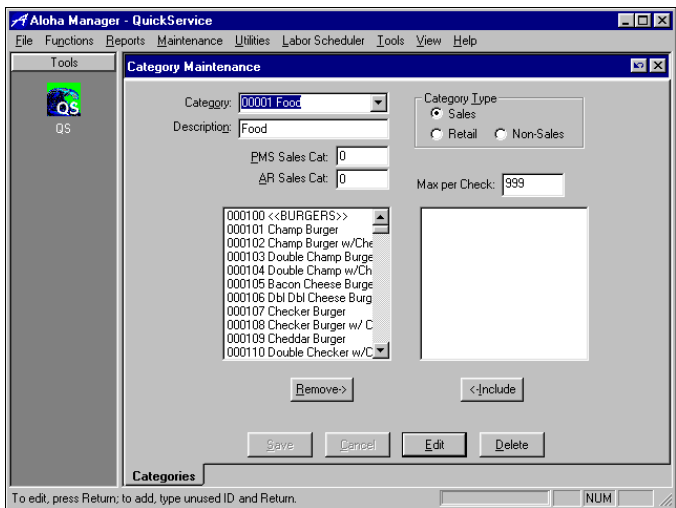 Aloha Manager - QuickService
File Functions Reports Maintenance Utilities Labor Scheduler Tools View Help
Tools
QS
QS
Category Maintenance
Category: 00001 Food
Description: Food
PMS Sales Cat: 0
AR Sales Cat: 0
Category Type
Sales
Retail Non-Sales
Max per Check: 999
000100 <<BURGERS>>
000101 Champ Burger
000102 Champ Burger w/Che
000103 Double Champ Burge
000104 Double Champ w/Ch
000105 Bacon Cheese Burge
000106 Dbl Dbl Cheese Burg
000107 Checker Burger
000108 Checker Burger w/ C
000109 Cheddar Burger
000110 Double Checker w/C
Remove-> <-Include
Save Cancel Edit Delete
Categories
To edit, press Return; to add, type unused ID and Return. NUM